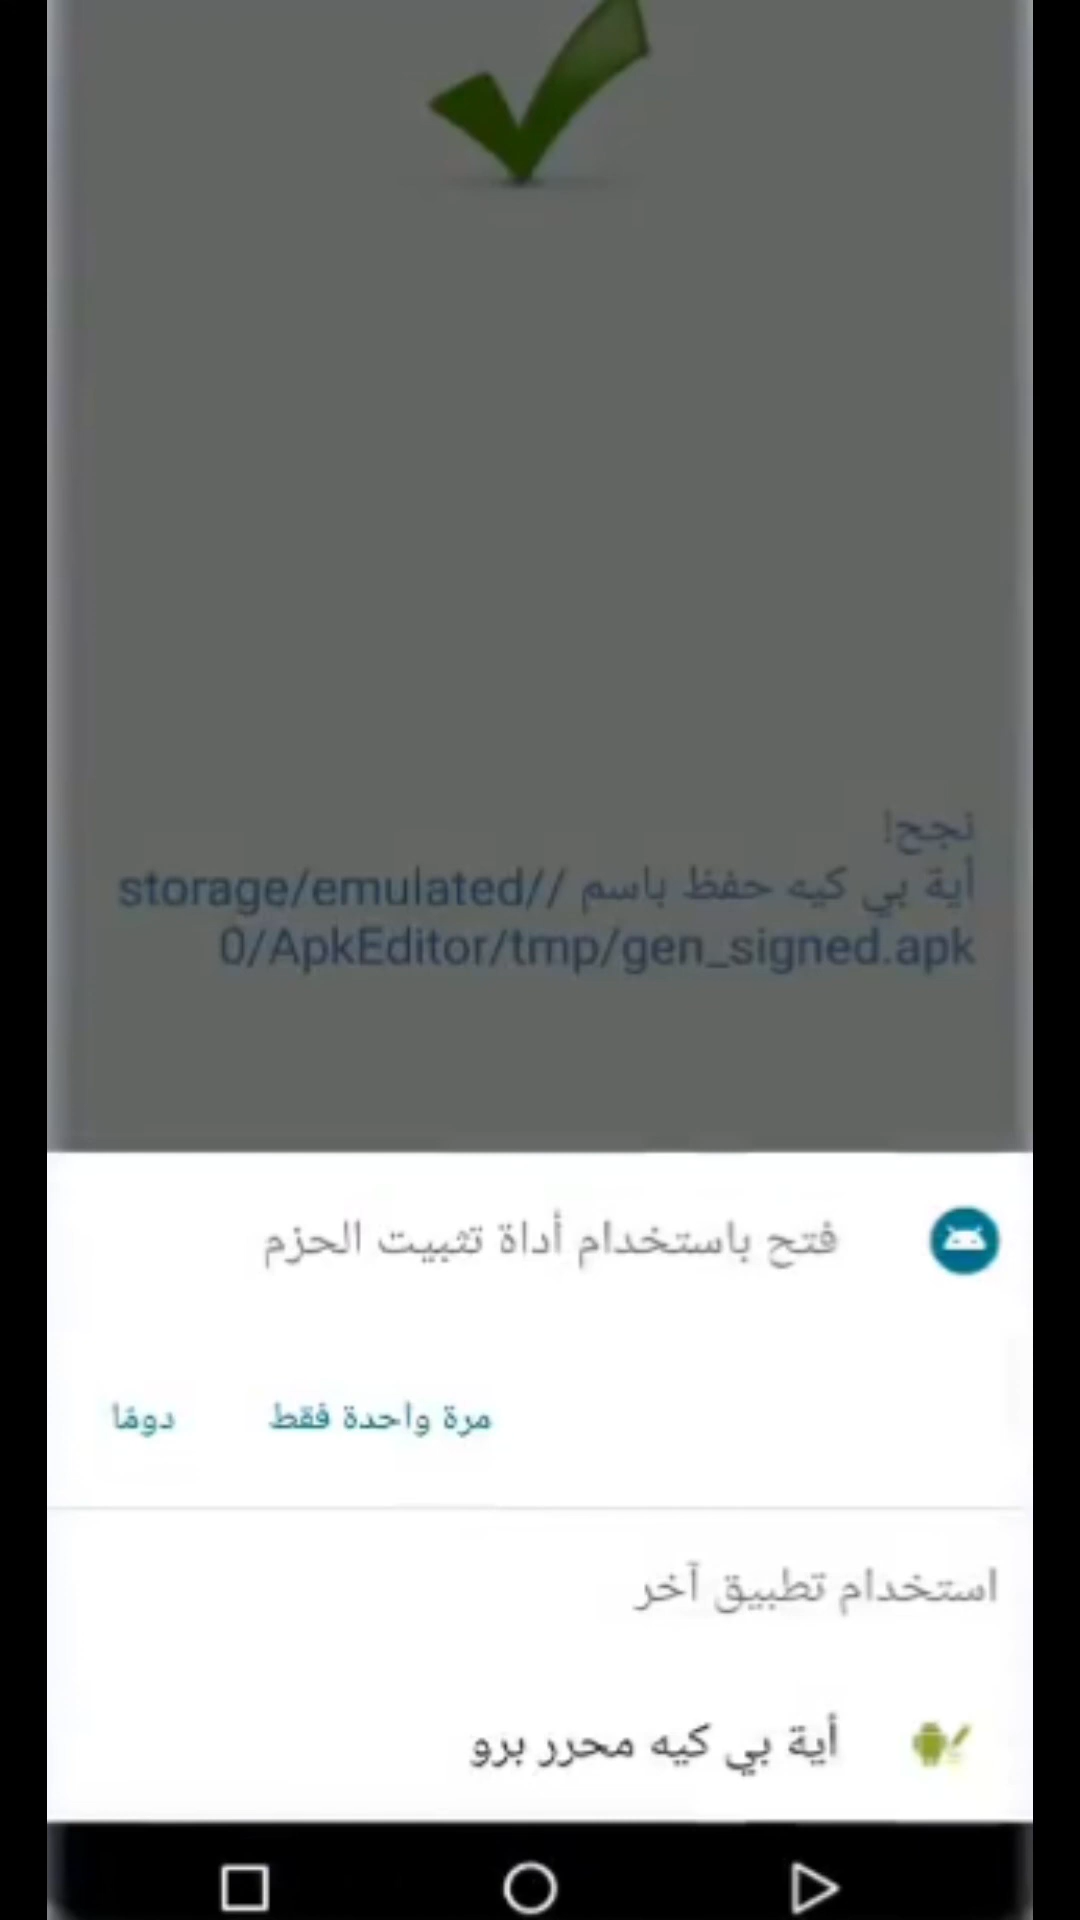 نجح!
أية بي كيه حفظ باسم //storage/emulated
0/ApkEditor/tmp/gen_signed.apk
فتح باستخدام أداة تثبيت الحزم
مرة واحدة فقط
دومًا
استخدام تطبيق آخر
أية بي كيه محرر برو